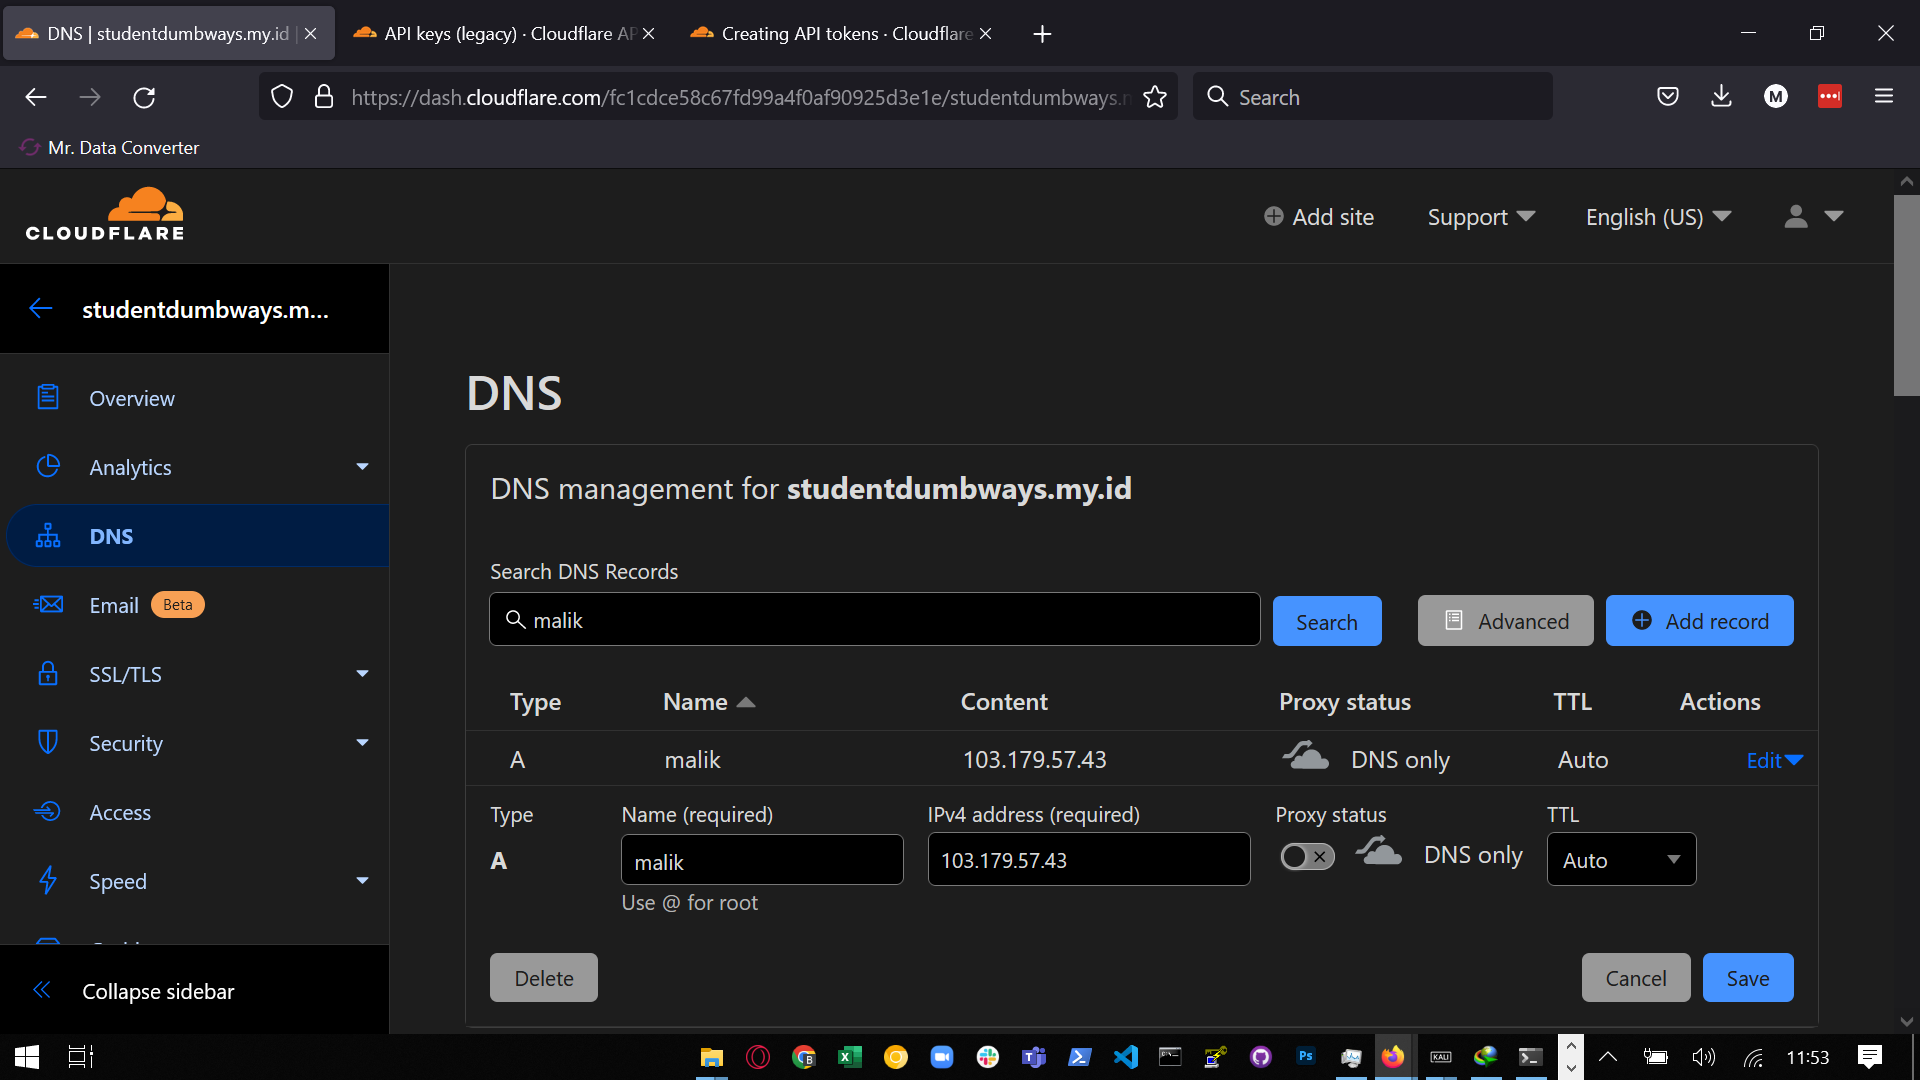 DNS | studentdumbways.my.id |
API keys (legacy) · Cloudflare AP
Creating API tokens · Cloudflare
https://dash.cloudflare.com/fc1cdce58c67fd99a4f0af90925d3e1e/studentdumbways.m
Search
M
Mr. Data Converter
CLOUDFLARE
Add site
Support
English (US)
studentdumbways.m...
Overview
Analytics
DNS
Email Beta
SSL/TLS
Security
Access
Speed
Collapse sidebar
DNS
DNS management for studentdumbways.my.id
Search DNS Records
malik
Search
Advanced
Add record
Type Name Content Proxy status TTL Actions
A malik 103.179.57.43 DNS only Auto Edit
Type Name (required) IPv4 address (required) Proxy status TTL
A malik 103.179.57.43 DNS only Auto
Use @ for root
Delete
Cancel
Save
Ps
KALI
11:53